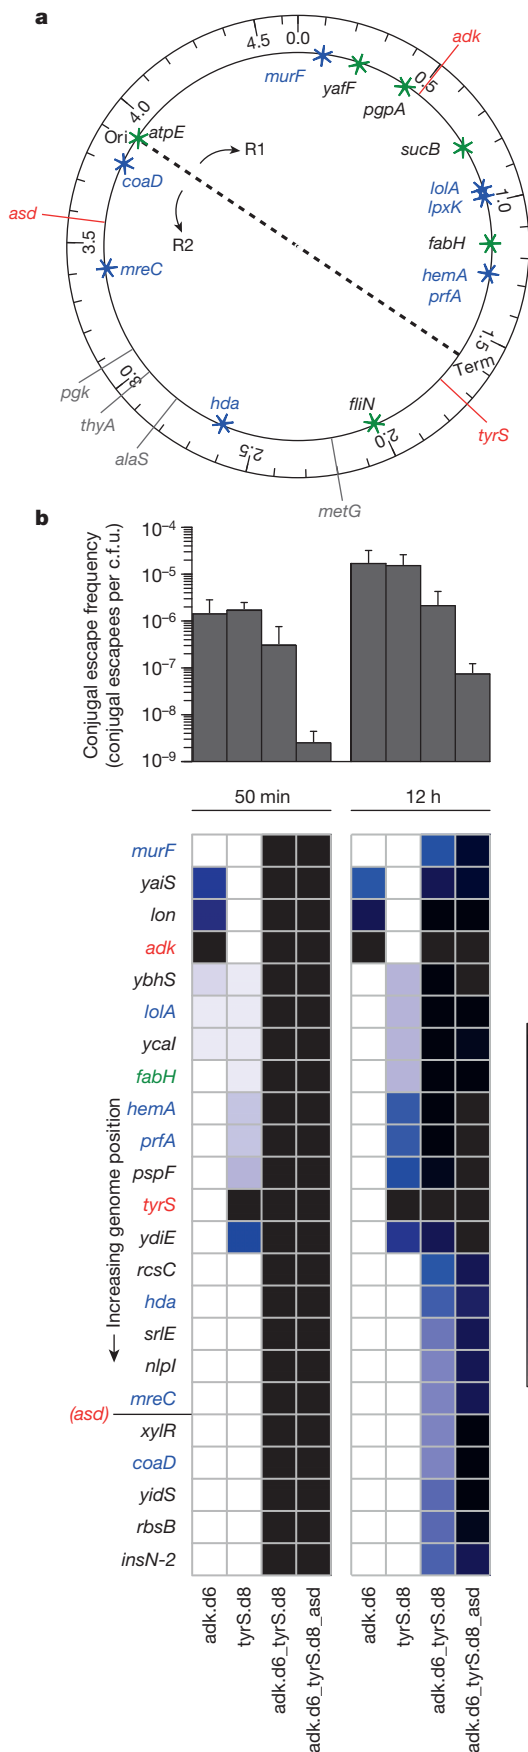 a
0.0
4.5
murF
yafF
adk
0.5
pgpA
4.0
Ori
atpE
R1
sucB
coaD
lolA
lpxK
1.0
asd
3.5
R2
fabH
mreC
hemA
prfA
1.5
Term
pgk
3.0
thyA
hda
fliN
tyrS
alaS
2.5
2.0
metG
b
Conjugal escape frequency
(conjugal escapees per c.f.u.)
10⁻⁴
10⁻⁵
10⁻⁶
10⁻⁷
10⁻⁸
10⁻⁹
50 min
12 h
Increasing genome position
murF
yaiS
lon
adk
ybhS
lolA
ycaI
fabH
hemA
prfA
pspF
tyrS
ydiE
rcsC
hda
srlE
nlpI
mreC
(asd)
xylR
coaD
yidS
rbsB
insN-2
adk.d6
tyrS.d8
adk.d6_tyrS.d8
adk.d6_tyrS.d8_asd
adk.d6
tyrS.d8
adk.d6_tyrS.d8
adk.d6_tyrS.d8_asd